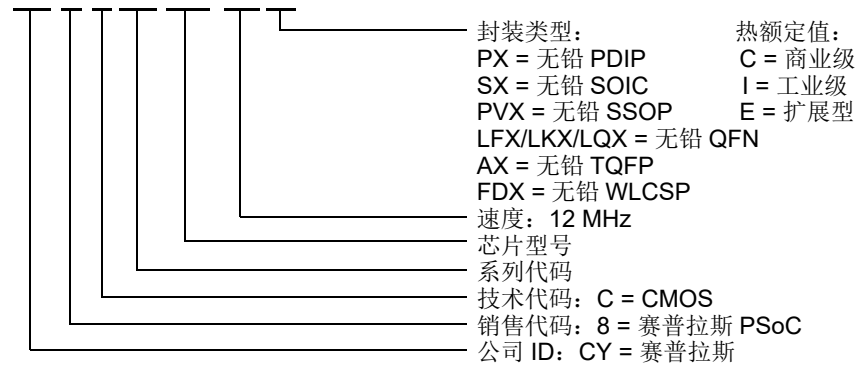 封装类型： 热额定值：
PX = 无铅 PDIP C = 商业级
SX = 无铅 SOIC I = 工业级
PVX = 无铅 SSOP E = 扩展型
LFX/LKX/LQX = 无铅 QFN
AX = 无铅 TQFP
FDX = 无铅 WLCSP
速度：12 MHz
芯片型号
系列代码
技术代码：C = CMOS
销售代码：8 = 赛普拉斯 PSoC
公司 ID：CY = 赛普拉斯